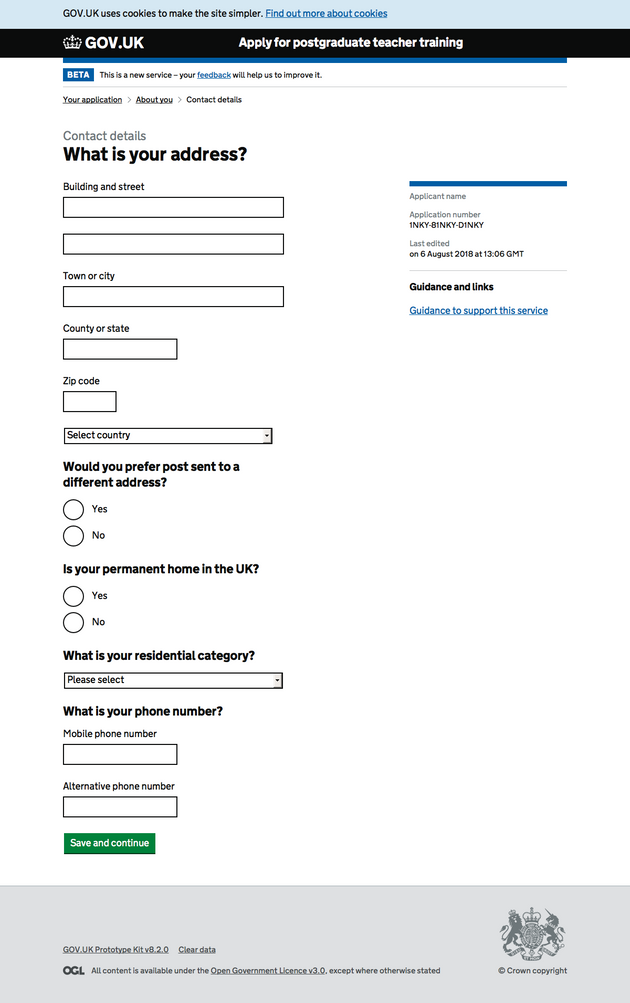 GOV.UK uses cookies to make the site simpler. Find out more about cookies
GOV.UK Apply for postgraduate teacher training
BETA This is a new service – your feedback will help us to improve it.
Your application > About you > Contact details
Contact details
What is your address?
Building and street
Town or city
County or state
Zip code
Select country
Would you prefer post sent to a
different address?
Yes
No
Is your permanent home in the UK?
Yes
No
What is your residential category?
Please select
What is your phone number?
Mobile phone number
Alternative phone number
Save and continue
Applicant name
Application number
1NKY-81NKY-D1NKY
Last edited
on 6 August 2018 at 13:06 GMT
Guidance and links
Guidance to support this service
GOV.UK Prototype Kit v8.2.0 Clear data
OGL All content is available under the Open Government Licence v3.0, except where otherwise stated
© Crown copyright